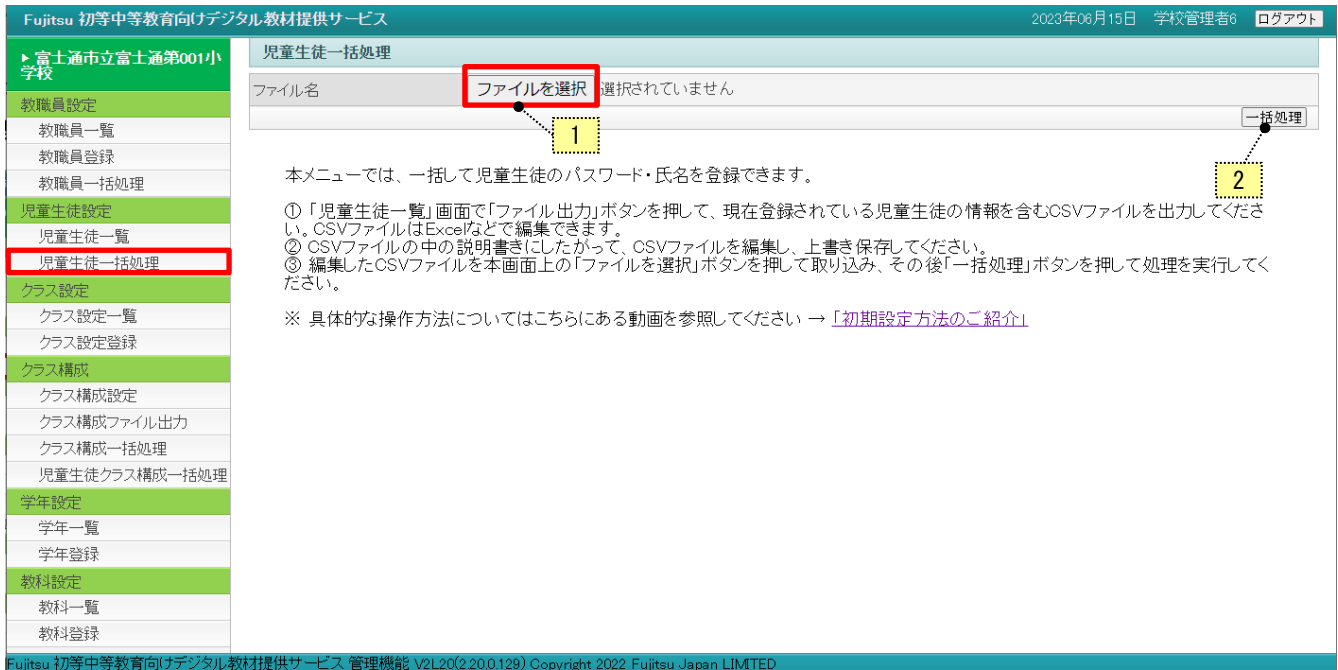 Fujitsu 初等中等教育向けデジタル教材提供サービス
2023年06月15日 学校管理者6 ログアウト
▶ 富士通市立富士通第001小
学校
教職員設定
教職員一覧
教職員登録
教職員一括処理
児童生徒設定
児童生徒一覧
児童生徒一括処理
クラス設定
クラス設定一覧
クラス設定登録
クラス構成
クラス構成設定
クラス構成ファイル出力
クラス構成一括処理
児童生徒クラス構成一括処理
学年設定
学年一覧
学年登録
教科設定
教科一覧
教科登録
児童生徒一括処理
ファイル名 ファイルを選択 選択されていません
1
一括処理
2
本メニューでは、一括して児童生徒のパスワード・氏名を登録できます。
① 「児童生徒一覧」画面で「ファイル出力」ボタンを押して、現在登録されている児童生徒の情報を含むCSVファイルを出力してくださ
い。CSVファイルはExcelなどで編集できます。
② CSVファイルの中の説明書きにしたがって、CSVファイルを編集し、上書き保存してください。
③ 編集したCSVファイルを本画面上の「ファイルを選択」ボタンを押して取り込み、その後「一括処理」ボタンを押して処理を実行してく
ださい。
※ 具体的な操作方法についてはこちらにある動画を参照してください → 「初期設定方法のご紹介」
Fujitsu 初等中等教育向けデジタル教材提供サービス 管理機能 V2L20(2.20.0.129) Copyright 2022 Fujitsu Japan LIMITED